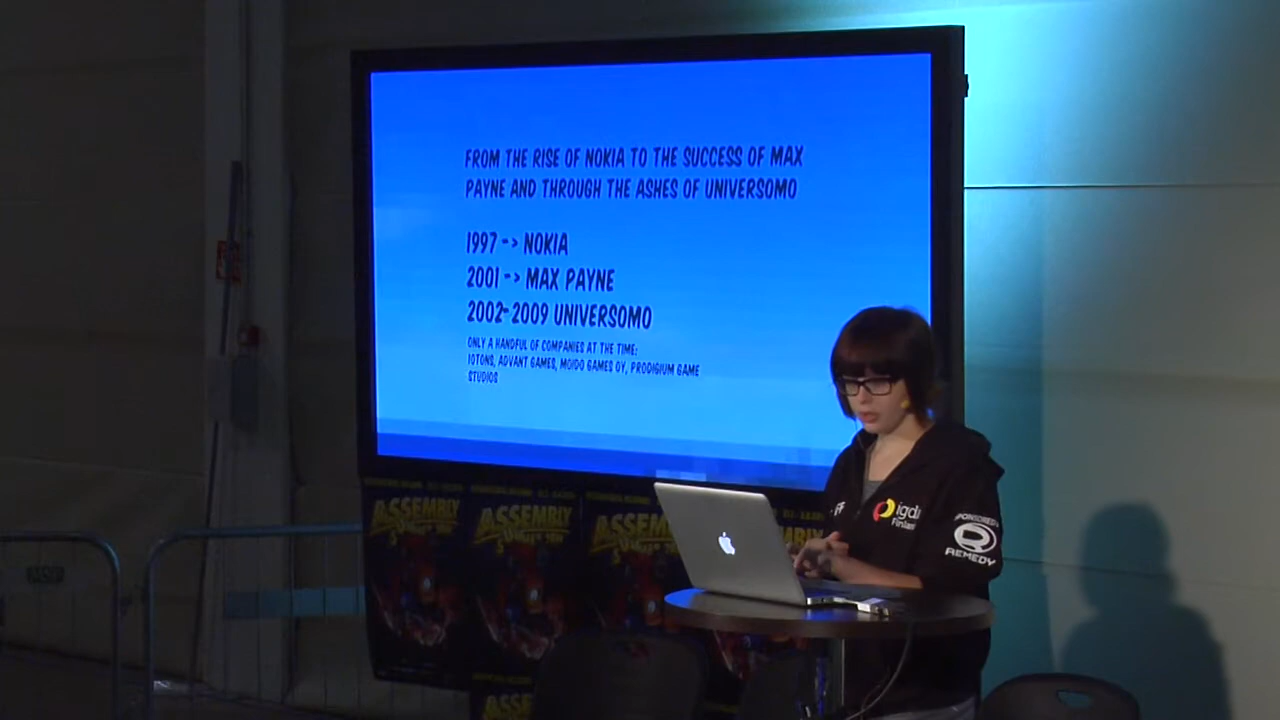 FROM THE RISE OF NOKIA TO THE SUCCESS OF MAX
PAYNE AND THROUGH THE ASHES OF UNIVERSOMO
1997 -> NOKIA
2001 -> MAX PAYNE
2002-2009 UNIVERSOMO
ONLY A HANDFUL OF COMPANIES AT THE TIME:
IOTONS, ADVANT GAMES, MOIDO GAMES OY, PRODIGIUM GAME
STUDIOS
igda
Finland
SPONSORED
REMEDY
ASSEMBLY
ASSEMBLY
ASSEMBLY